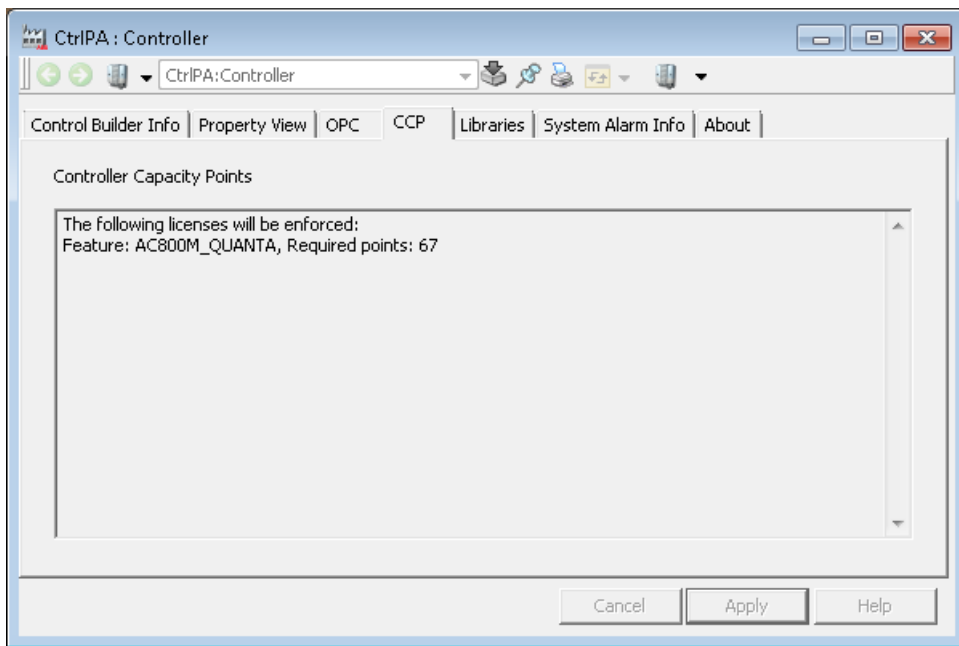 CtrlPA : Controller
CtrlPA:Controller
Control Builder Info Property View OPC CCP Libraries System Alarm Info About
Controller Capacity Points
The following licenses will be enforced:
Feature: AC800M_QUANTA, Required points: 67
Cancel Apply Help